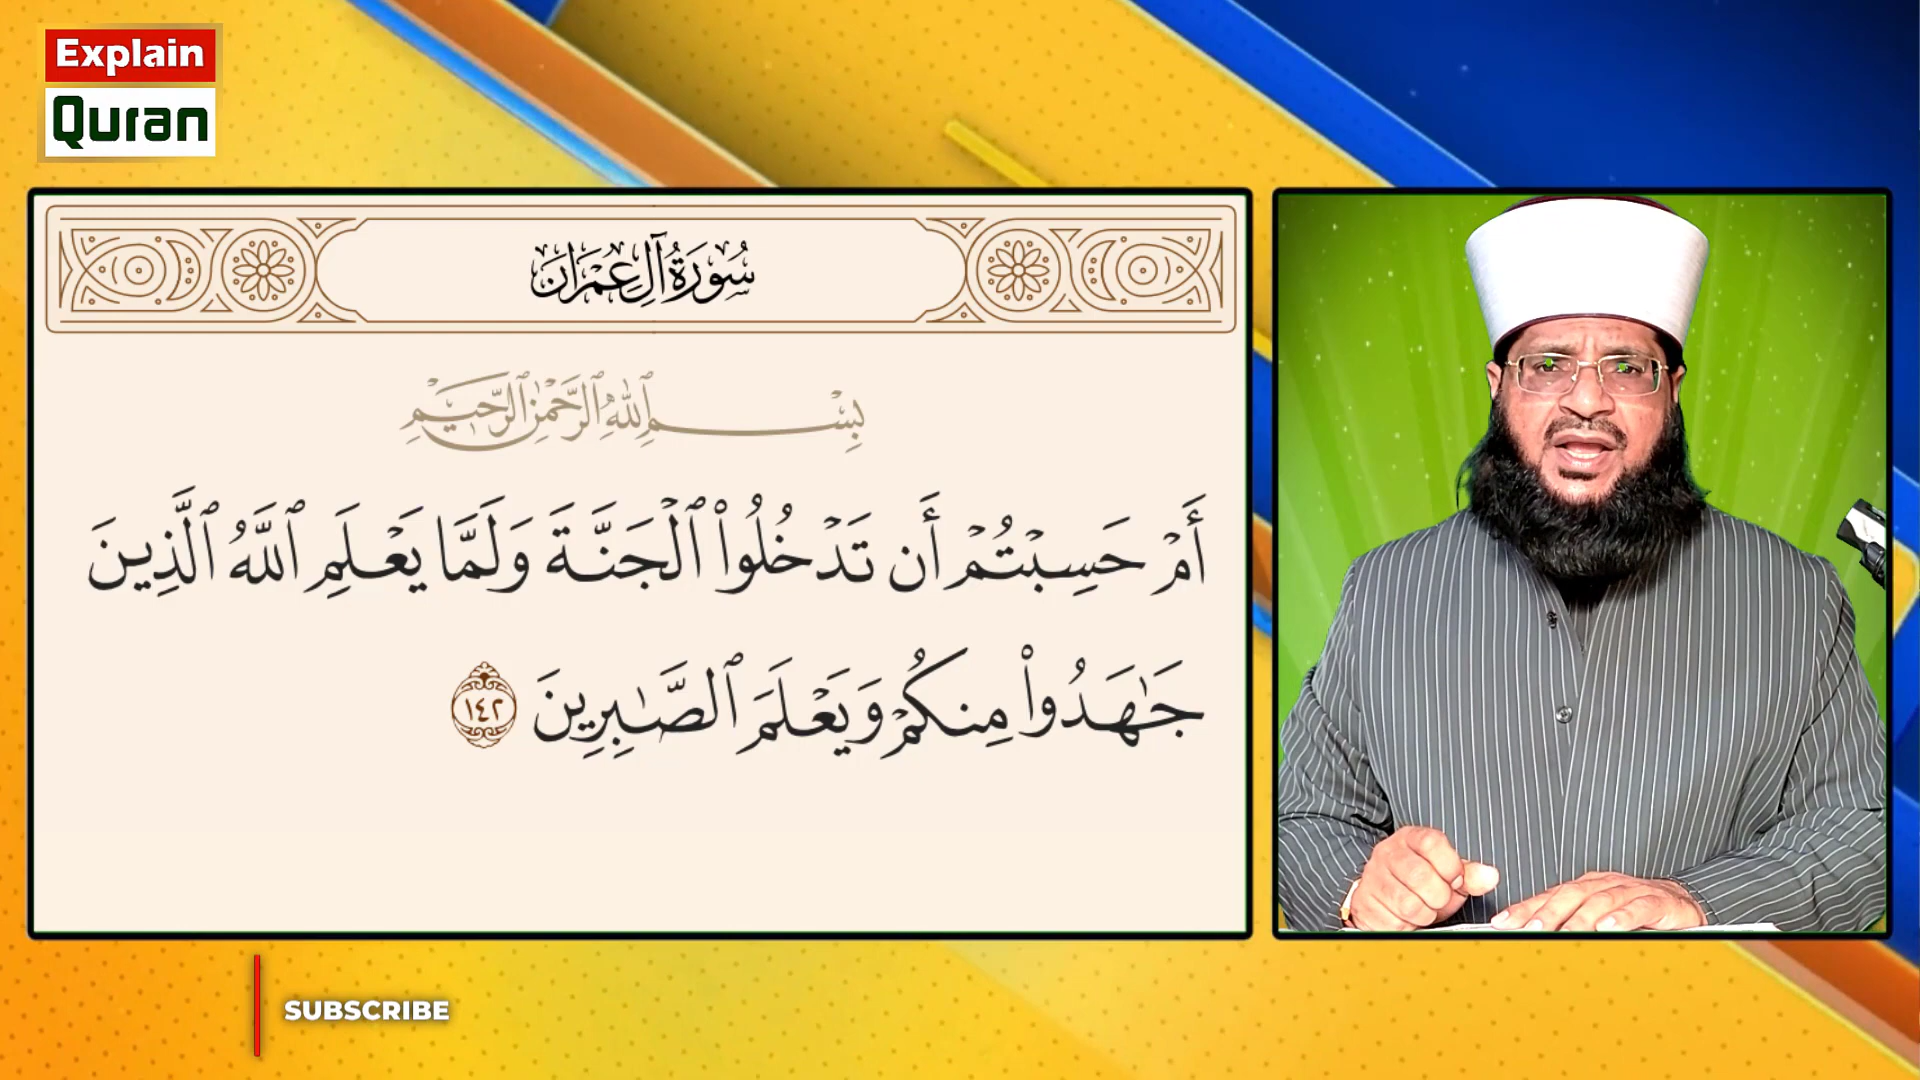 Explain
Quran
سُورَةُ آلِ عِمْرَانَ
بِسْمِ ٱللَّهِ ٱلرَّحْمَٰنِ ٱلرَّحِيمِ
أَمْ حَسِبْتُمْ أَن تَدْخُلُوا۟ ٱلْجَنَّةَ وَلَمَّا يَعْلَمِ ٱللَّهُ ٱلَّذِينَ
جَٰهَدُوا۟ مِنكُمْ وَيَعْلَمَ ٱلصَّٰبِرِينَ ١٤٢
SUBSCRIBE